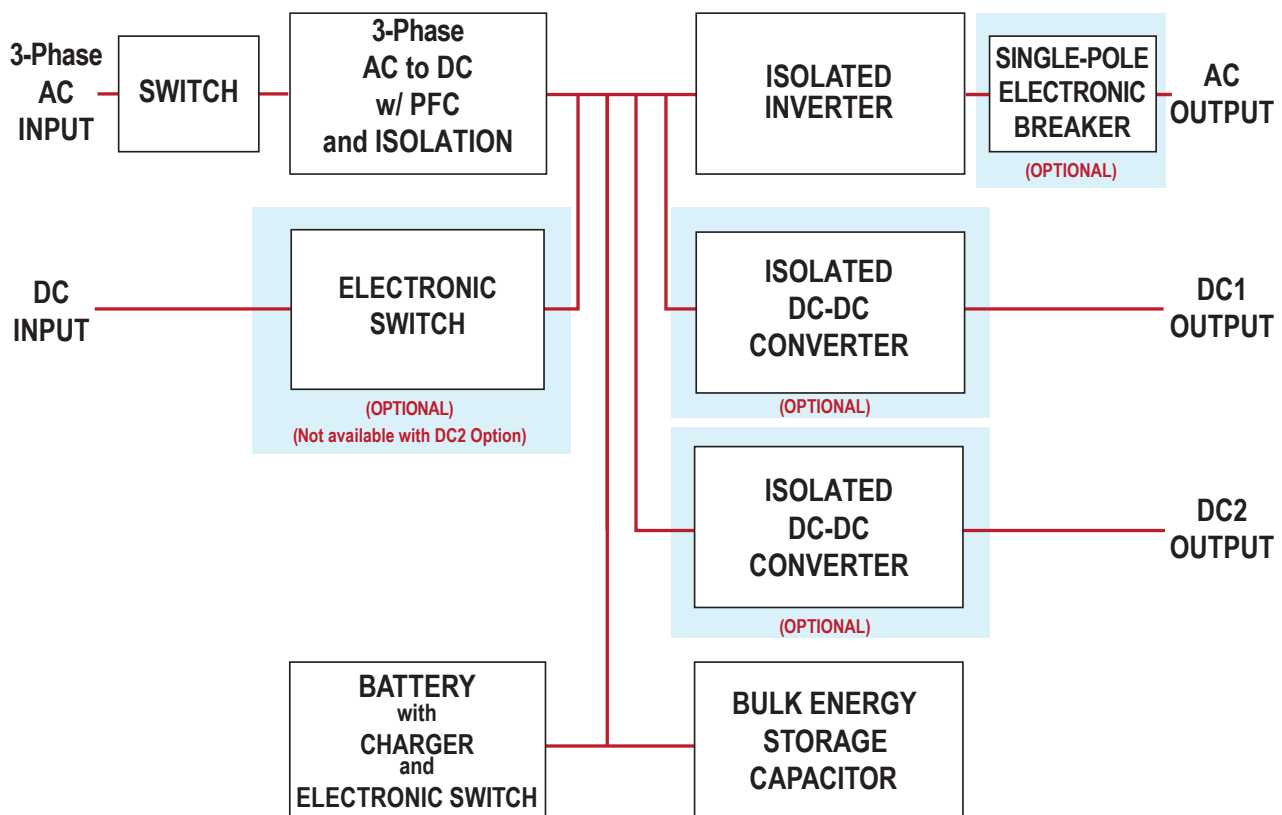 3-Phase
AC
INPUT
SWITCH
3-Phase
AC to DC
w/ PFC
and ISOLATION
ISOLATED
INVERTER
SINGLE-POLE
ELECTRONIC
BREAKER
(OPTIONAL)
AC
OUTPUT
DC
INPUT
ELECTRONIC
SWITCH
(OPTIONAL)
(Not available with DC2 Option)
ISOLATED
DC-DC
CONVERTER
(OPTIONAL)
DC1
OUTPUT
ISOLATED
DC-DC
CONVERTER
(OPTIONAL)
DC2
OUTPUT
BATTERY
with
CHARGER
and
ELECTRONIC SWITCH
BULK ENERGY
STORAGE
CAPACITOR